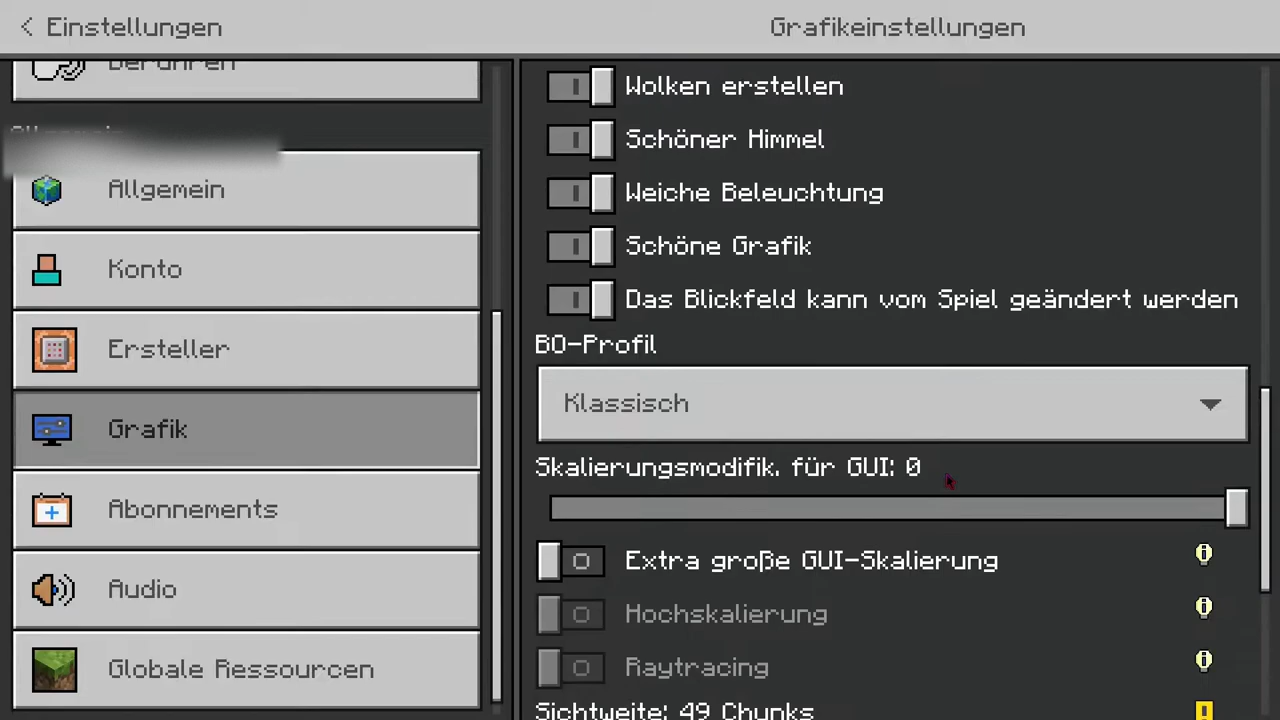 Einstellungen
Grafikeinstellungen
Berühren
Allgemein
Konto
Ersteller
Grafik
Abonnements
Audio
Globale Ressourcen
Wolken erstellen
Schöner Himmel
Weiche Beleuchtung
Schöne Grafik
Das Blickfeld kann vom Spiel geändert werden
BO-Profil
Klassisch
Skalierungsmodifik. für GUI: 0
Extra große GUI-Skalierung
Hochskalierung
Raytracing
Sichtweite: 49 Chunks